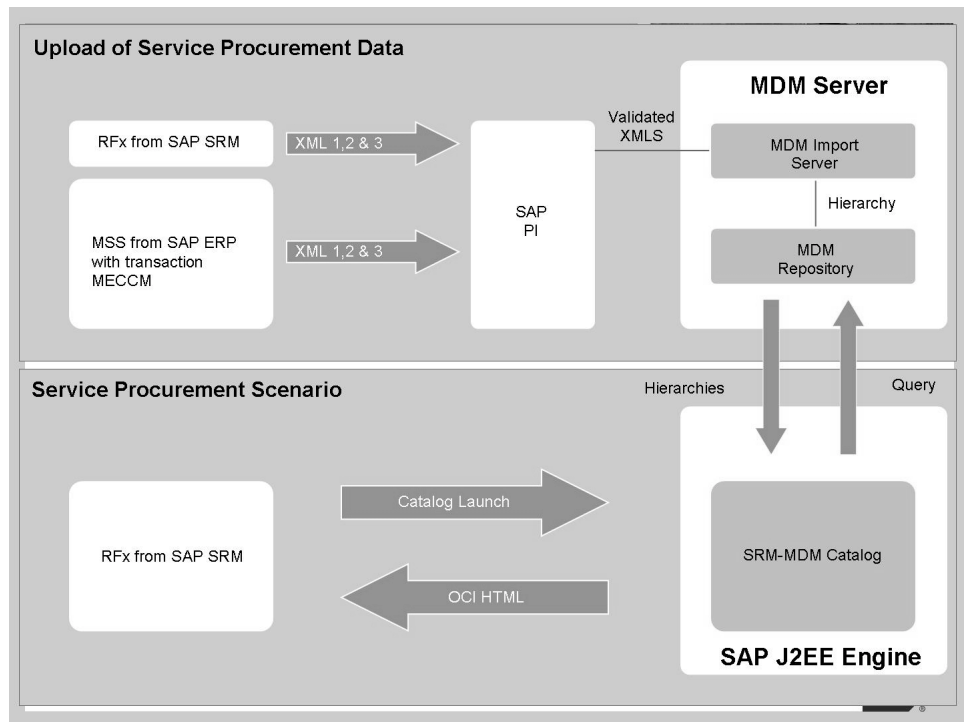 Upload of Service Procurement Data
MDM Server
Validated
XMLS
RFx from SAP SRM
XML 1,2 & 3
MDM Import
Server
SAP
PI
Hierarchy
MSS from SAP ERP
with transaction
MECCM
XML 1,2 & 3
MDM
Repository
Service Procurement Scenario
Hierarchies
Query
Catalog Launch
RFx from SAP SRM
SRM-MDM Catalog
OCI HTML
SAP J2EE Engine
®